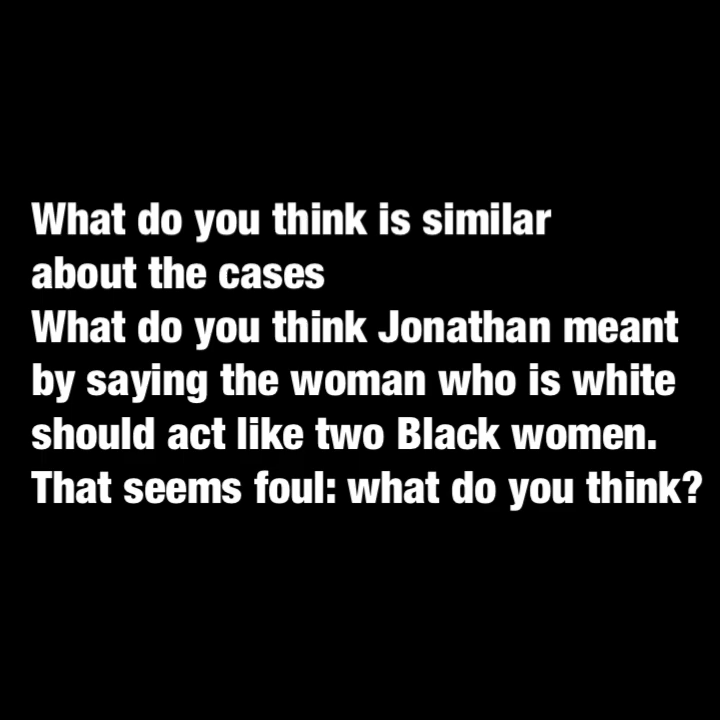 What do you think is similar
about the cases
What do you think Jonathan meant
by saying the woman who is white
should act like two Black women.
That seems foul: what do you think?